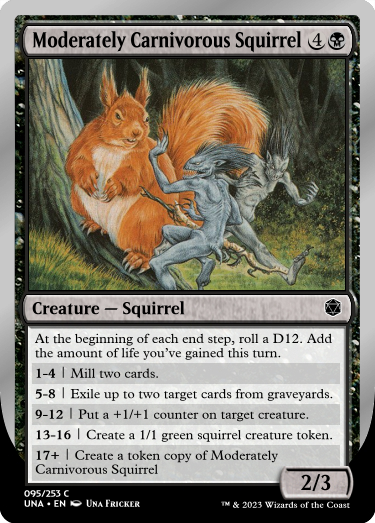 Moderately Carnivorous Squirrel 4
Creature — Squirrel
At the beginning of each end step, roll a D12. Add
the amount of life you've gained this turn.
1-4 | Mill two cards.
5-8 | Exile up to two target cards from graveyards.
9-12 | Put a +1/+1 counter on target creature.
13-16 | Create a 1/1 green squirrel creature token.
17+ | Create a token copy of Moderately
Carnivorous Squirrel
2/3
095/253 C
UNA • EN Una Fricker
™ & 2023 Wizards of the Coast